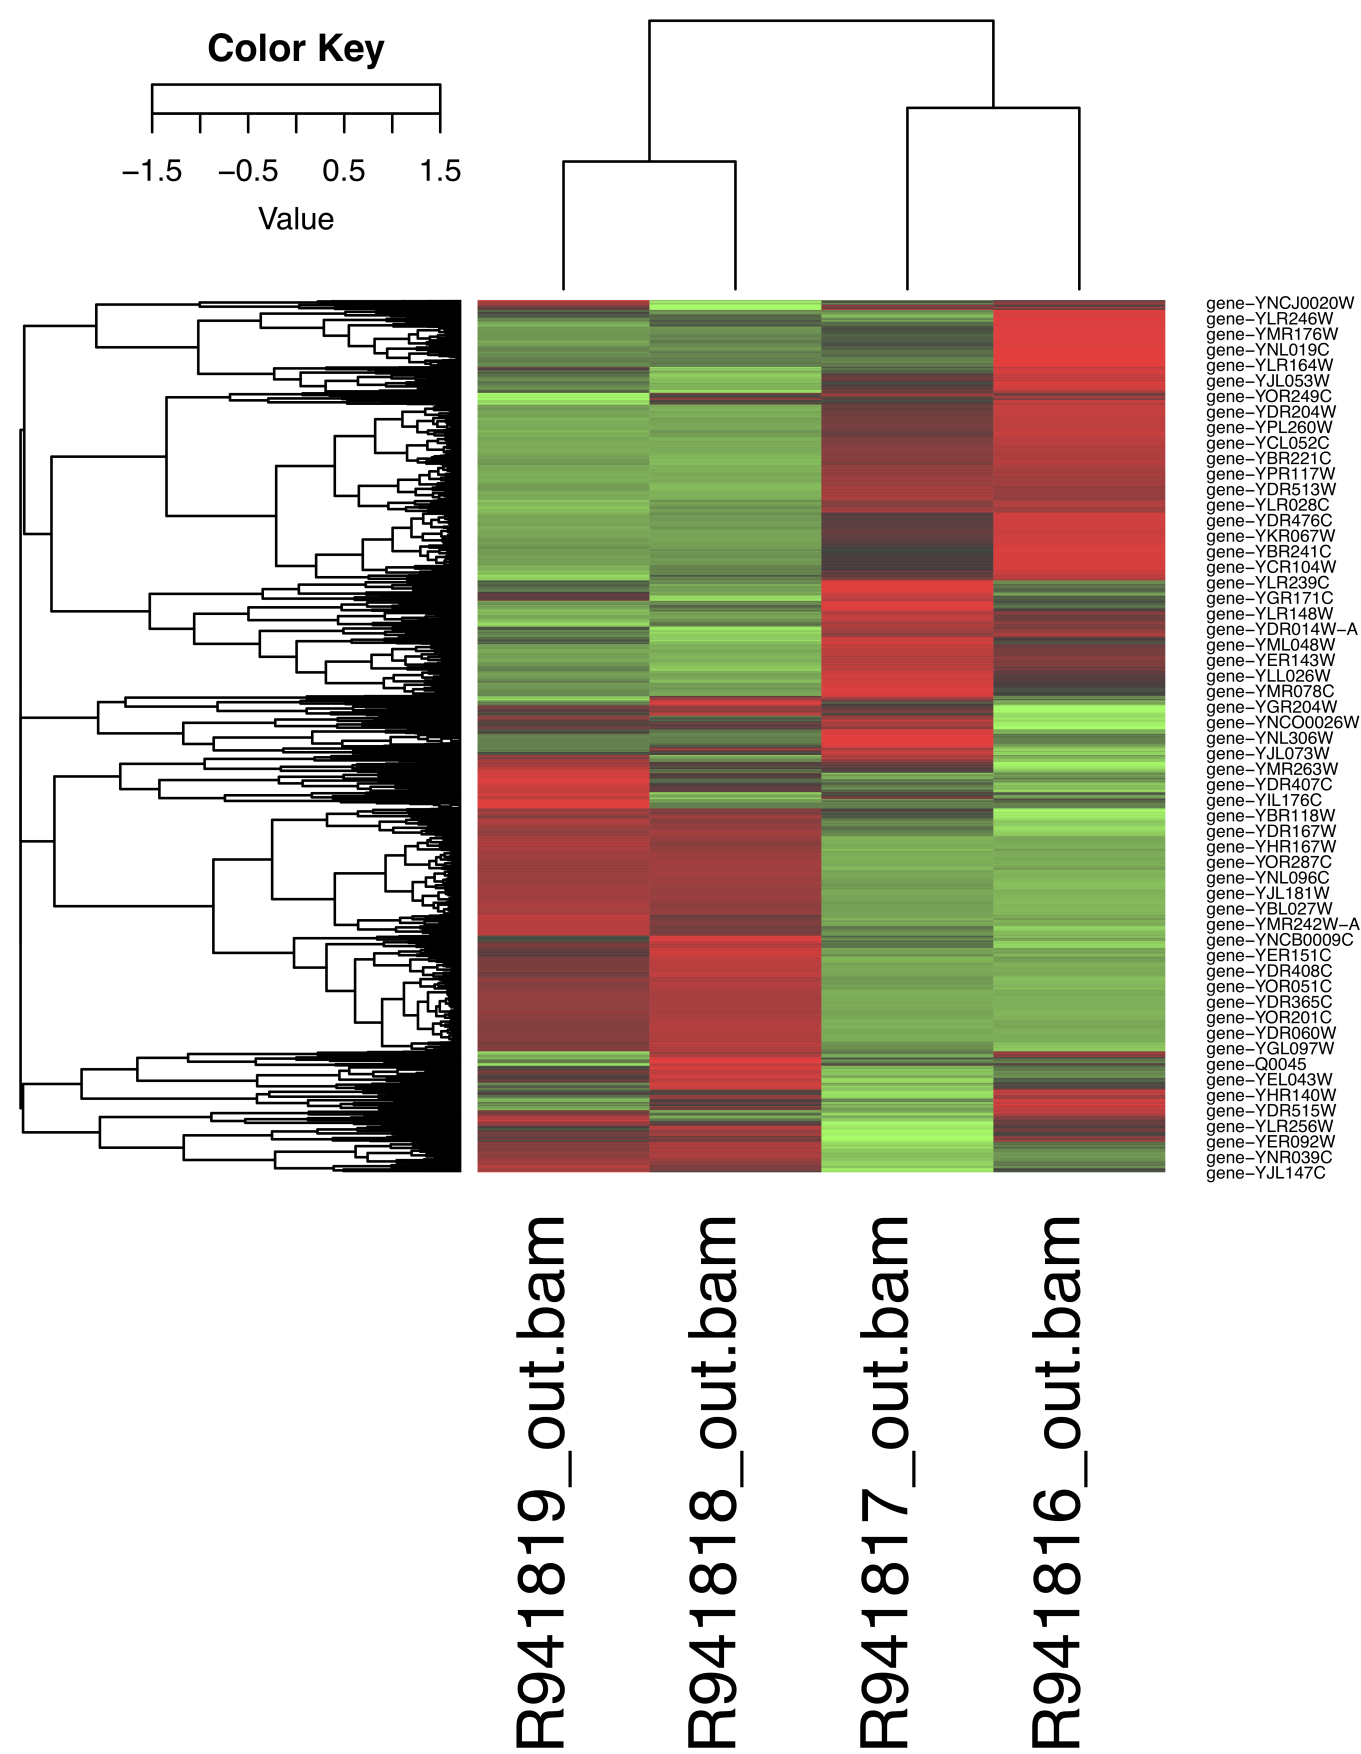 Color Key
−1.5 −0.5 0.5 1.5
Value
gene−YNCJ0020W
gene−YLR246W
gene−YMR176W
gene−YNL019C
gene−YLR164W
gene−YJL053W
gene−YOR249C
gene−YDR204W
gene−YPL260W
gene−YCL052C
gene−YBR221C
gene−YPR117W
gene−YDR513W
gene−YLR028C
gene−YDR476C
gene−YKR067W
gene−YBR241C
gene−YCR104W
gene−YLR239C
gene−YGR171C
gene−YLR148W
gene−YDR014W−A
gene−YML048W
gene−YER143W
gene−YLL026W
gene−YMR078C
gene−YGR204W
gene−YNCO0026W
gene−YNL306W
gene−YJL073W
gene−YMR263W
gene−YDR407C
gene−YIL176C
gene−YBR118W
gene−YDR167W
gene−YHR167W
gene−YOR287C
gene−YNL096C
gene−YJL181W
gene−YBL027W
gene−YMR242W−A
gene−YNCB0009C
gene−YER151C
gene−YDR408C
gene−YOR051C
gene−YDR365C
gene−YOR201C
gene−YDR060W
gene−YGL097W
gene−Q0045
gene−YEL043W
gene−YHR140W
gene−YDR515W
gene−YLR256W
gene−YER092W
gene−YNR039C
gene−YJL147C
R941819_out.bam
R941818_out.bam
R941817_out.bam
R941816_out.bam